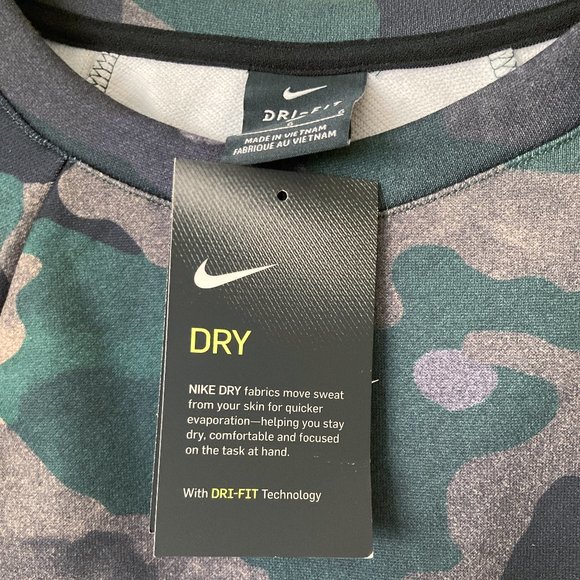 DRI-FIT
MADE IN VIETNAM
FABRIQUE AU VIETNAM
DRY
NIKE DRY fabrics move sweat
from your skin for quicker
evaporation—helping you stay
dry, comfortable and focused
on the task at hand.
With DRI-FIT Technology